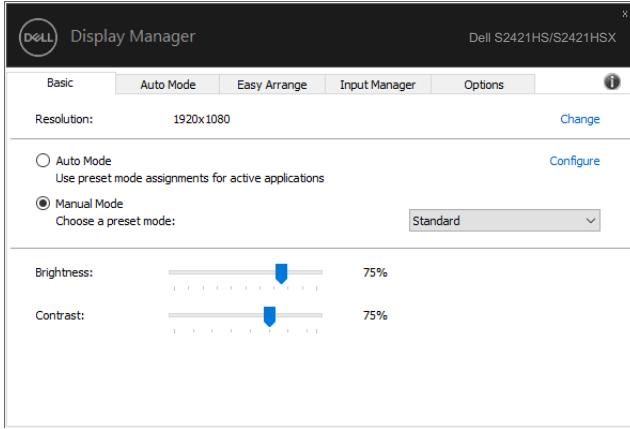 x
DELL
Display Manager
Dell S2421HS/S2421HSX
Basic Auto Mode Easy Arrange Input Manager Options i
Resolution: 1920x1080 Change
Auto Mode Configure
Use preset mode assignments for active applications
Manual Mode
Choose a preset mode: Standard
Brightness: 75%
Contrast: 75%